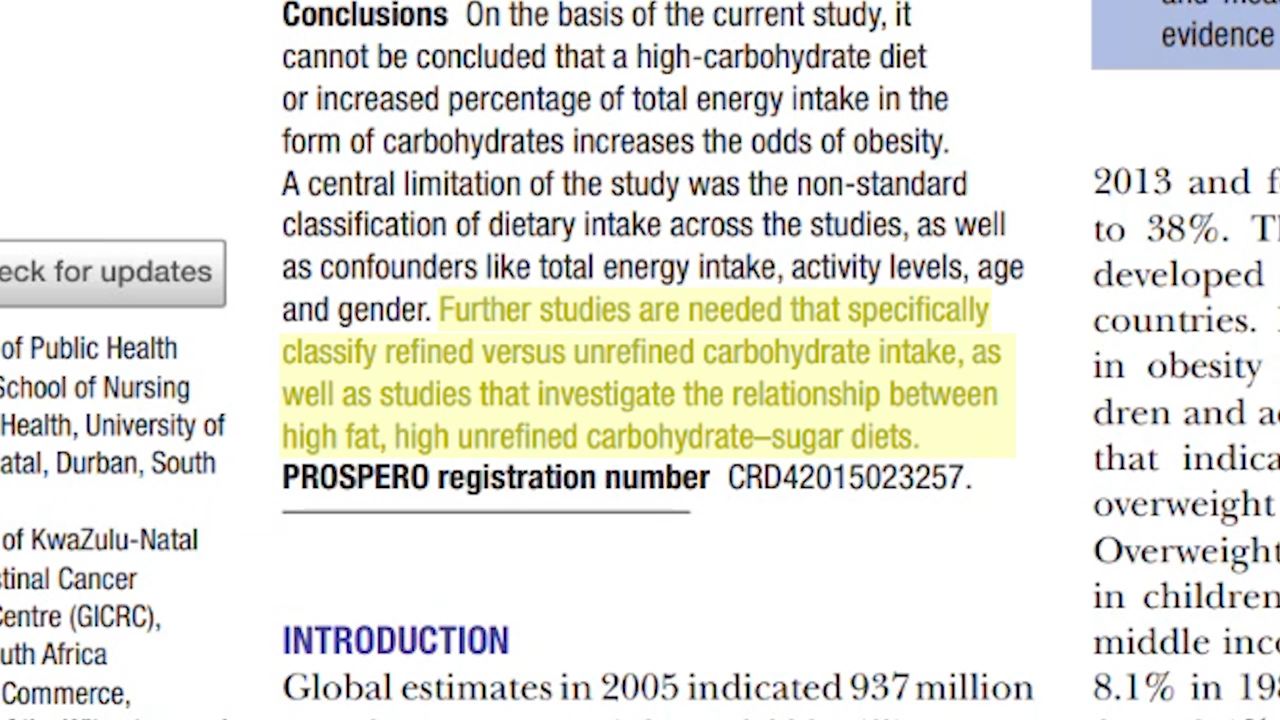 Conclusions On the basis of the current study, it
cannot be concluded that a high-carbohydrate diet
or increased percentage of total energy intake in the
form of carbohydrates increases the odds of obesity.
A central limitation of the study was the non-standard
classification of dietary intake across the studies, as well
as confounders like total energy intake, activity levels, age
and gender. Further studies are needed that specifically
classify refined versus unrefined carbohydrate intake, as
well as studies that investigate the relationship between
high fat, high unrefined carbohydrate–sugar diets.
PROSPERO registration number CRD42015023257.
INTRODUCTION
Global estimates in 2005 indicated 937 million
eck for updates
of Public Health
School of Nursing
Health, University of
atal, Durban, South
of KwaZulu-Natal
stinal Cancer
Centre (GICRC),
uth Africa
Commerce,
evidence
2013 and f
to 38%. T
developed
countries.
in obesity
dren and a
that indica
overweight
Overweight
in children
middle inc
8.1% in 19